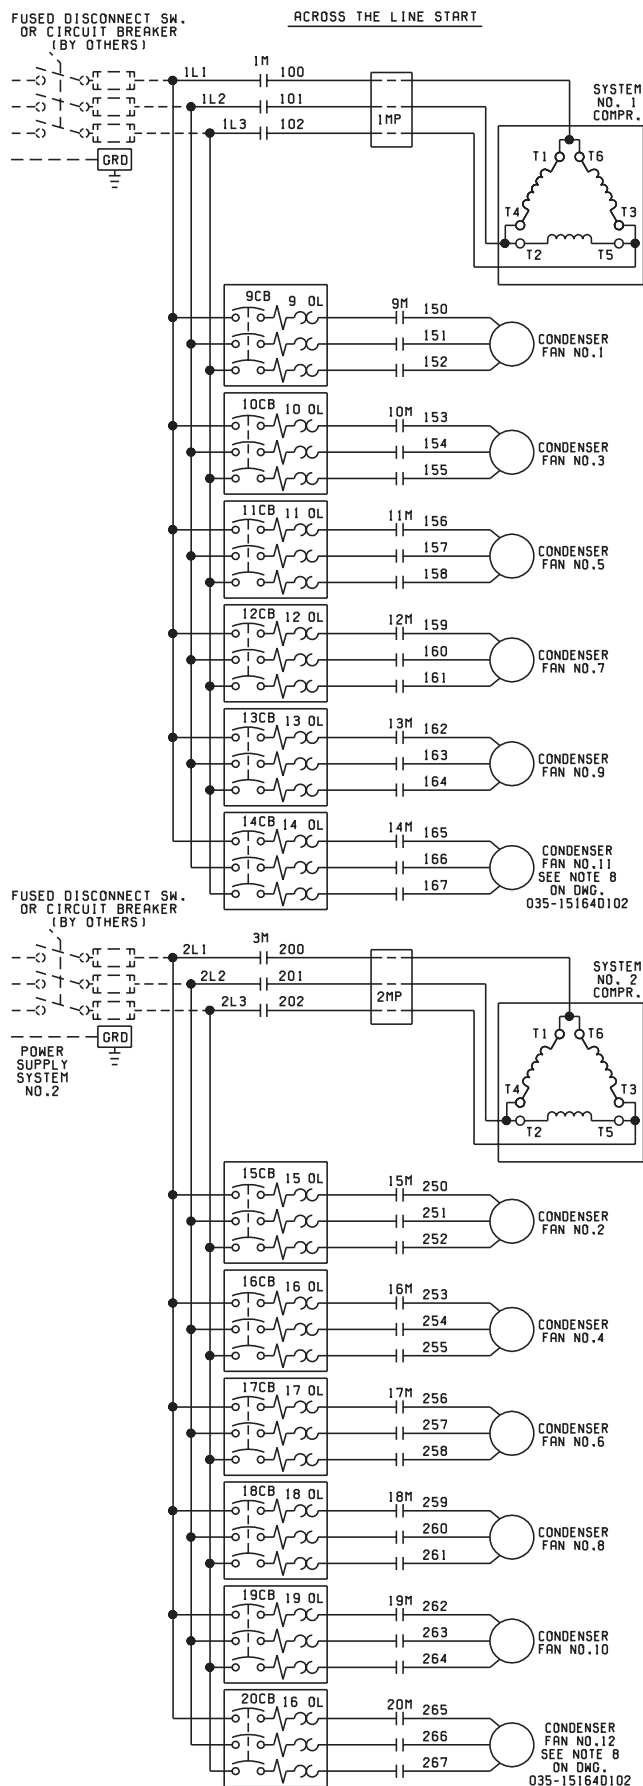 ACROSS THE LINE START
FUSED DISCONNECT SW.
OR CIRCUIT BREAKER
(BY OTHERS)
1M
1L1 100
1L2 101
1L3 102
1MP
GRD
SYSTEM
NO. 1
COMPR.
T1 T6
T4 T3
T2 T5
9CB 9 OL 9M 150
151
152
CONDENSER
FAN NO.1
10CB 10 OL 10M 153
154
155
CONDENSER
FAN NO.3
11CB 11 OL 11M 156
157
158
CONDENSER
FAN NO.5
12CB 12 OL 12M 159
160
161
CONDENSER
FAN NO.7
13CB 13 OL 13M 162
163
164
CONDENSER
FAN NO.9
14CB 14 OL 14M 165
166
167
CONDENSER
FAN NO.11
SEE NOTE 8
ON DWG.
035-15164D102
FUSED DISCONNECT SW.
OR CIRCUIT BREAKER
(BY OTHERS)
3M
2L1 200
2L2 201
2L3 202
2MP
GRD
POWER
SUPPLY
SYSTEM
NO.2
SYSTEM
NO. 2
COMPR.
T1 T6
T4 T3
T2 T5
15CB 15 OL 15M 250
251
252
CONDENSER
FAN NO.2
16CB 16 OL 16M 253
254
255
CONDENSER
FAN NO.4
17CB 17 OL 17M 256
257
258
CONDENSER
FAN NO.6
18CB 18 OL 18M 259
260
261
CONDENSER
FAN NO.8
19CB 19 OL 19M 262
263
264
CONDENSER
FAN NO.10
20CB 16 OL 20M 265
266
267
CONDENSER
FAN NO.12
SEE NOTE 8
ON DWG.
035-15164D102